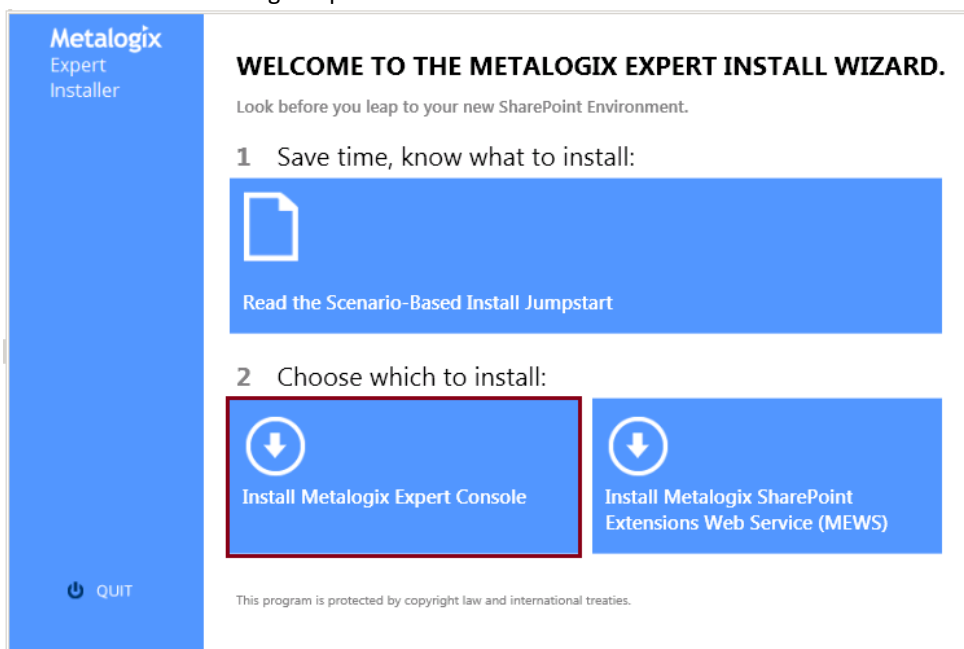 Metalogix
Expert
Installer
WELCOME TO THE METALOGIX EXPERT INSTALL WIZARD.
Look before you leap to your new SharePoint Environment.
1 Save time, know what to install:
Read the Scenario-Based Install Jumpstart
2 Choose which to install:
Install Metalogix Expert Console
Install Metalogix SharePoint
Extensions Web Service (MEWS)
QUIT
This program is protected by copyright law and international treaties.